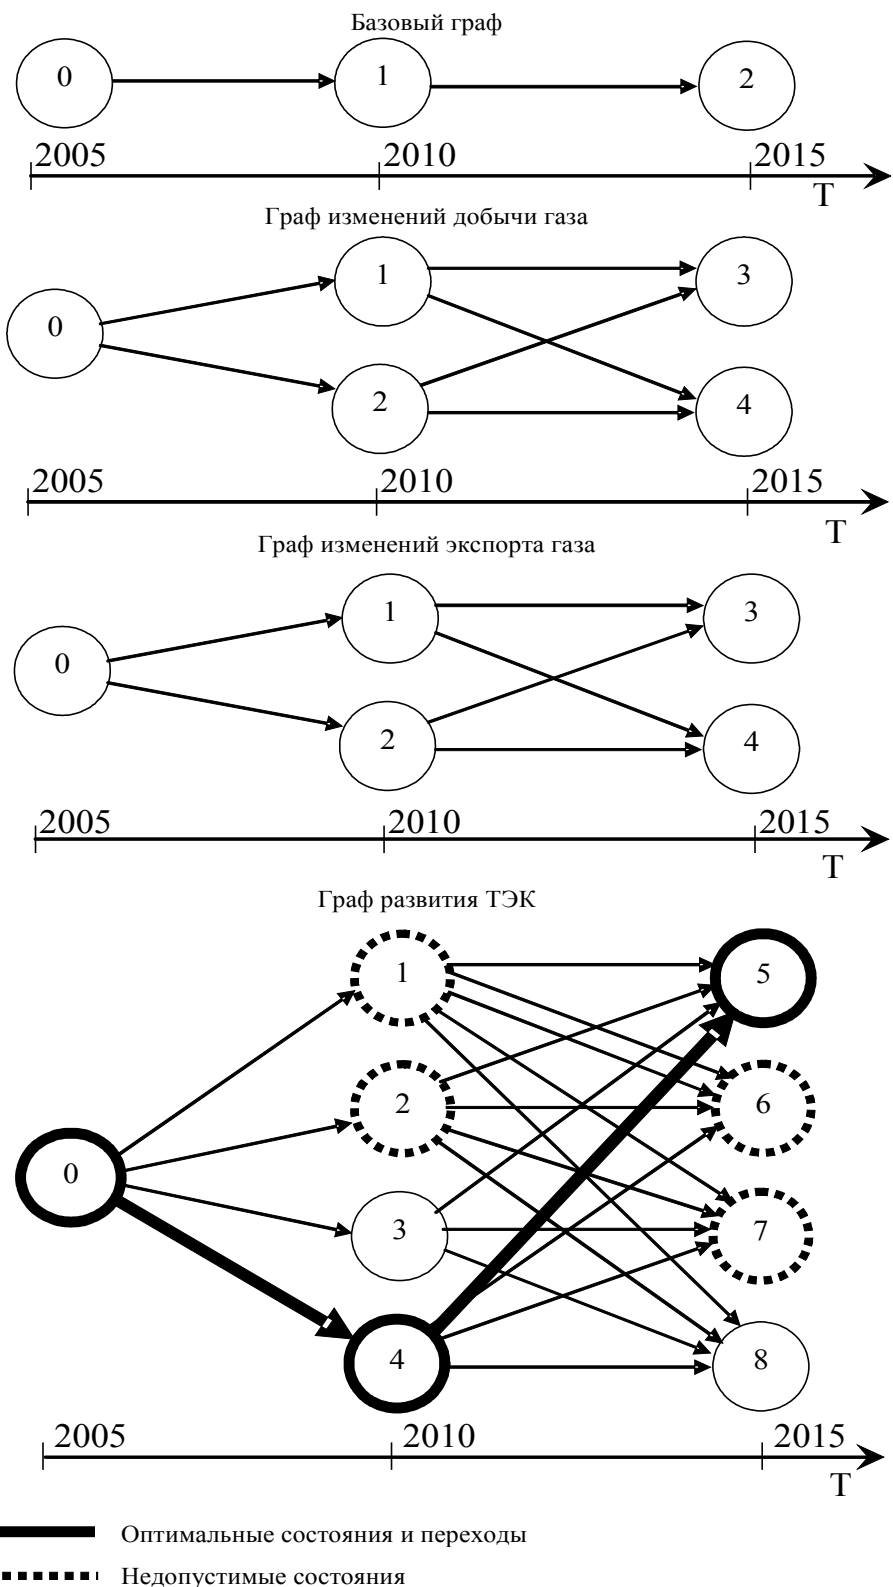 Базовый граф
0 1 2
2005 2010 2015
T
Граф изменений добычи газа
1 3
0
2 4
2005 2010 2015
T
Граф изменений экспорта газа
1 3
0
2 4
2005 2010 2015
T
Граф развития ТЭК
1 5
2 6
0
3 7
4 8
2005 2010 2015
T
Оптимальные состояния и переходы
Недопустимые состояния